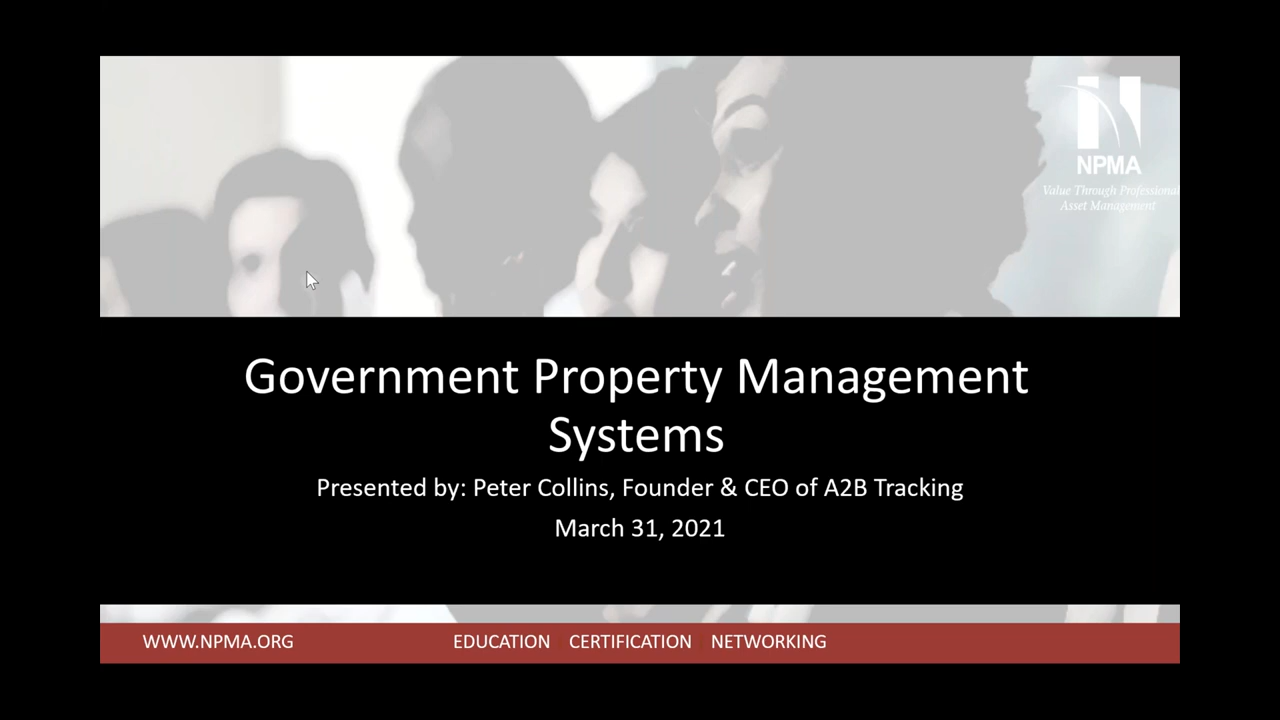 NPMA
Value Through Professional
Asset Management
Government Property Management
Systems
Presented by: Peter Collins, Founder & CEO of A2B Tracking
March 31, 2021
WWW.NPMA.ORG EDUCATION CERTIFICATION NETWORKING